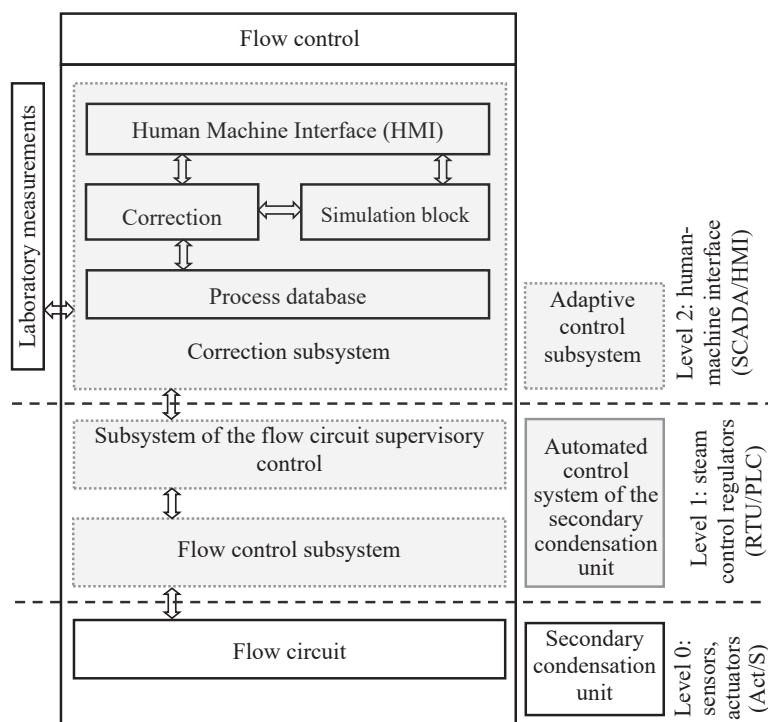 Flow control
Laboratory measurements
Human Machine Interface (HMI)
Correction
Simulation block
Process database
Correction subsystem
Adaptive
control
subsystem
Level 2: human-
machine interface
(SCADA/HMI)
Subsystem of the flow circuit supervisory
control
Flow control subsystem
Automated
control
system of the
secondary
condensation
unit
Level 1: steam
control regulators
(RTU/PLC)
Flow circuit
Secondary
condensation
unit
Level 0:
sensors,
actuators
(Act/S)